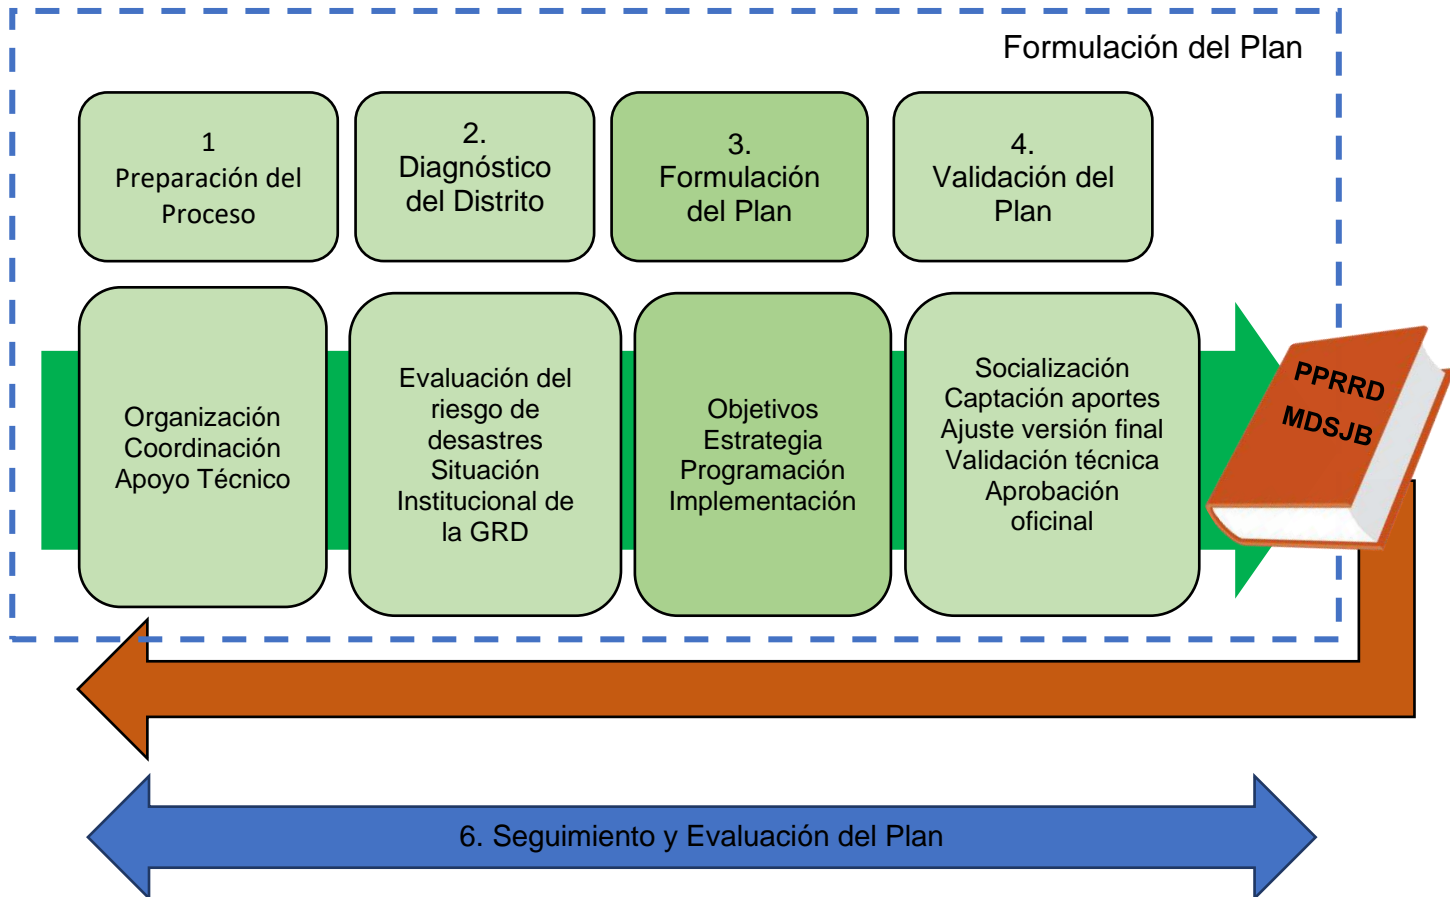 Formulación del Plan
1
Preparación del
Proceso
2.
Diagnóstico
del Distrito
3.
Formulación
del Plan
4.
Validación del
Plan
Organización
Coordinación
Apoyo Técnico
Evaluación del
riesgo de
desastres
Situación
Institucional de
la GRD
Objetivos
Estrategia
Programación
Implementación
Socialización
Captación aportes
Ajuste versión final
Validación técnica
Aprobación
oficinal
PPRRD
MDSJB
6. Seguimiento y Evaluación del Plan